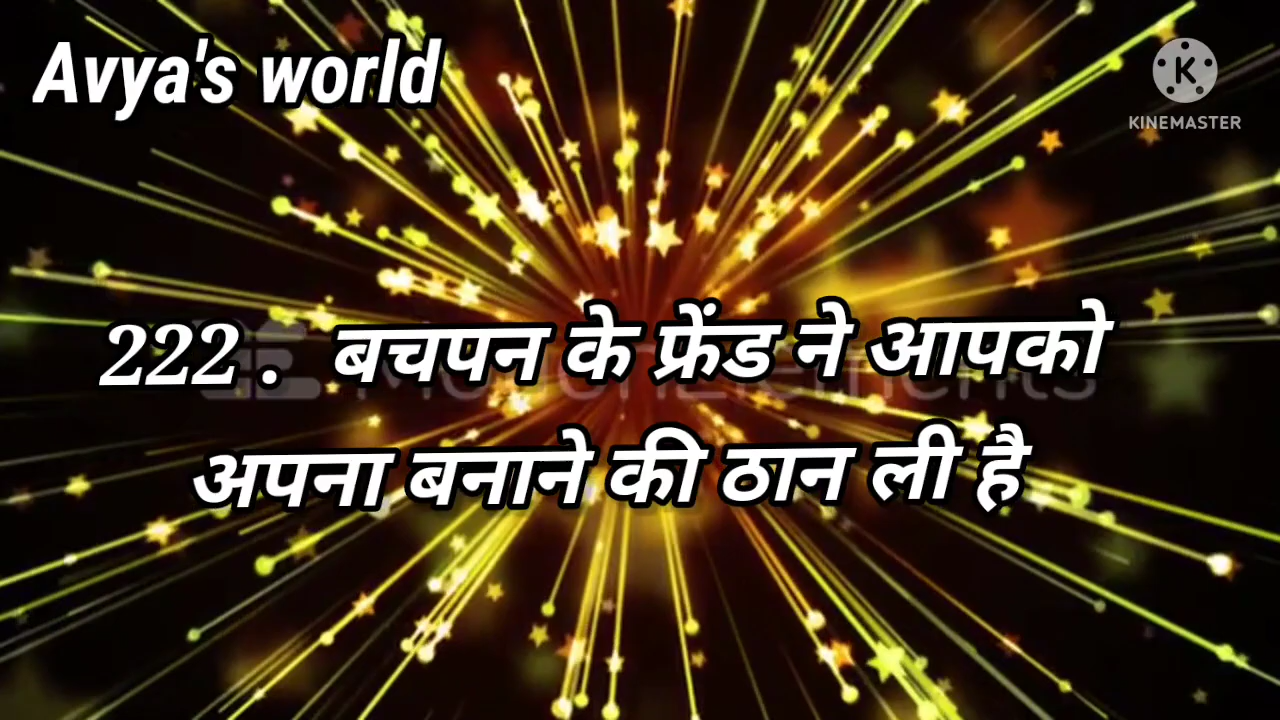 Avya's world
K
KINEMASTER
222 . बचपन के फ्रेंड ने आपको
अपना बनाने की ठान ली है